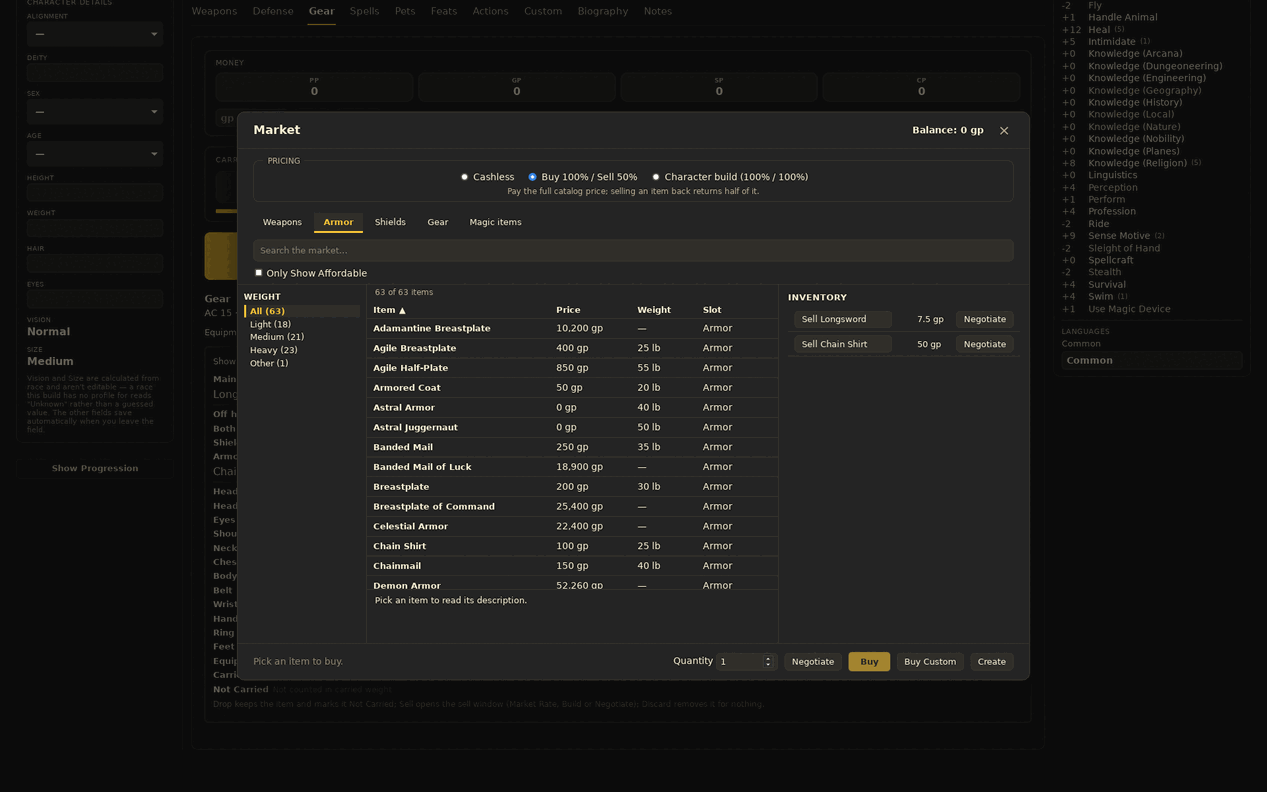 CHARACTER DETAILS
ALIGNMENT
—
DEITY
SEX
—
AGE
—
HEIGHT
WEIGHT
HAIR
EYES
VISION
Normal
SIZE
Medium
Vision and Size are calculated from
race and aren't editable — a race
this build has no profile for reads
"Unknown" rather than a guessed
value. The other fields save
automatically when you leave the
field.
Show Progression
Weapons Defense Gear Spells Pets Feats Actions Custom Biography Notes
MONEY
PP GP SP CP
0 0 0 0
gp
Gear
AC 15
Equipm
Show
Main
Long
Off h
Both
Shiel
Armo
Chai
Head
Head
Eyes
Shou
Neck
Ches
Body
Belt
Wrist
Hand
Ring
Feet
Equip
Carri
Not Carried Not counted in carried weight
Drop keeps the item and marks it Not Carried; Sell opens the sell window (Market Rate, Build or Negotiate); Discard removes it for nothing.
Market
Balance: 0 gp ×
PRICING
Cashless Buy 100% / Sell 50% Character build (100% / 100%)
Pay the full catalog price; selling an item back returns half of it.
Weapons Armor Shields Gear Magic items
Search the market…
Only Show Affordable
WEIGHT
All (63)
Light (18)
Medium (21)
Heavy (23)
Other (1)
63 of 63 items
Item ▲ Price Weight Slot
Adamantine Breastplate 10,200 gp — Armor
Agile Breastplate 400 gp 25 lb Armor
Agile Half-Plate 850 gp 55 lb Armor
Armored Coat 50 gp 20 lb Armor
Astral Armor 0 gp 40 lb Armor
Astral Juggernaut 0 gp 50 lb Armor
Banded Mail 250 gp 35 lb Armor
Banded Mail of Luck 18,900 gp — Armor
Breastplate 200 gp 30 lb Armor
Breastplate of Command 25,400 gp — Armor
Celestial Armor 22,400 gp — Armor
Chain Shirt 100 gp 25 lb Armor
Chainmail 150 gp 40 lb Armor
Demon Armor 52,260 gp — Armor
Pick an item to read its description.
INVENTORY
Sell Longsword 7.5 gp Negotiate
Sell Chain Shirt 50 gp Negotiate
Pick an item to buy.
Quantity 1 Negotiate Buy Buy Custom Create
-2 Fly
+1 Handle Animal
+12 Heal (5)
+5 Intimidate (1)
+0 Knowledge (Arcana)
+0 Knowledge (Dungeoneering)
+0 Knowledge (Engineering)
+0 Knowledge (Geography)
+0 Knowledge (History)
+0 Knowledge (Local)
+0 Knowledge (Nature)
+0 Knowledge (Nobility)
+0 Knowledge (Planes)
+8 Knowledge (Religion) (5)
+0 Linguistics
+4 Perception
+1 Perform
+4 Profession
-2 Ride
+9 Sense Motive (2)
-2 Sleight of Hand
+0 Spellcraft
-2 Stealth
+4 Survival
+4 Swim (1)
+1 Use Magic Device
LANGUAGES
Common
Common